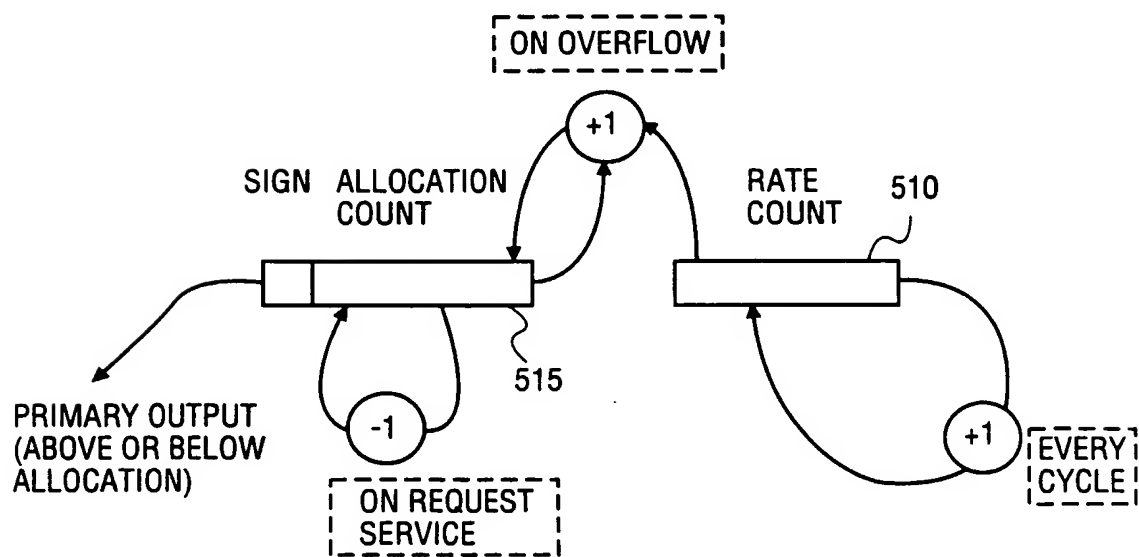 ON OVERFLOW
+1
SIGN ALLOCATION
COUNT
RATE
COUNT
510
515
PRIMARY OUTPUT
(ABOVE OR BELOW
ALLOCATION)
-1
ON REQUEST
SERVICE
+1
EVERY
CYCLE